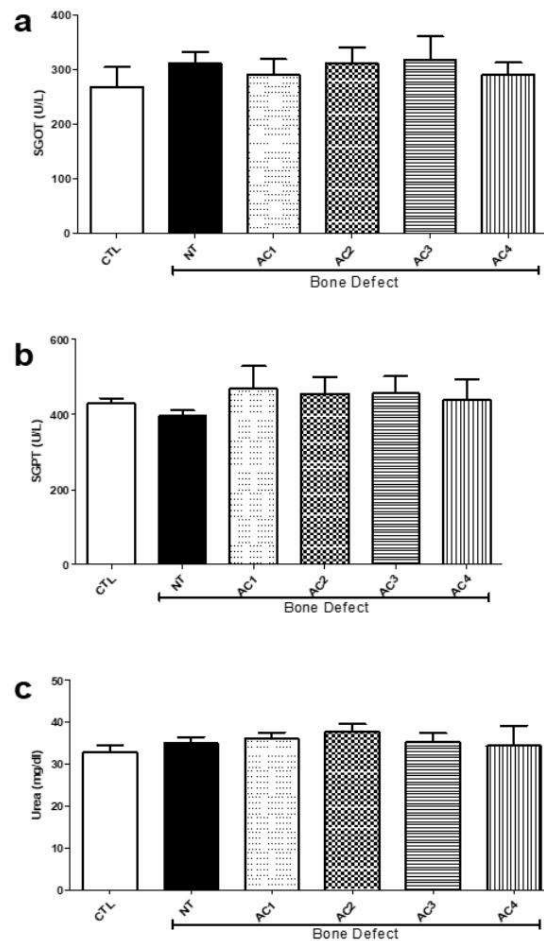 a
SGOT (U/L)
400
300
200
100
0
CTL NT AC1 AC2 AC3 AC4
Bone Defect
b
SGPT (U/L)
600
400
200
0
CTL NT AC1 AC2 AC3 AC4
Bone Defect
c
Urea (mg/dl)
50
40
30
20
10
0
CTL NT AC1 AC2 AC3 AC4
Bone Defect